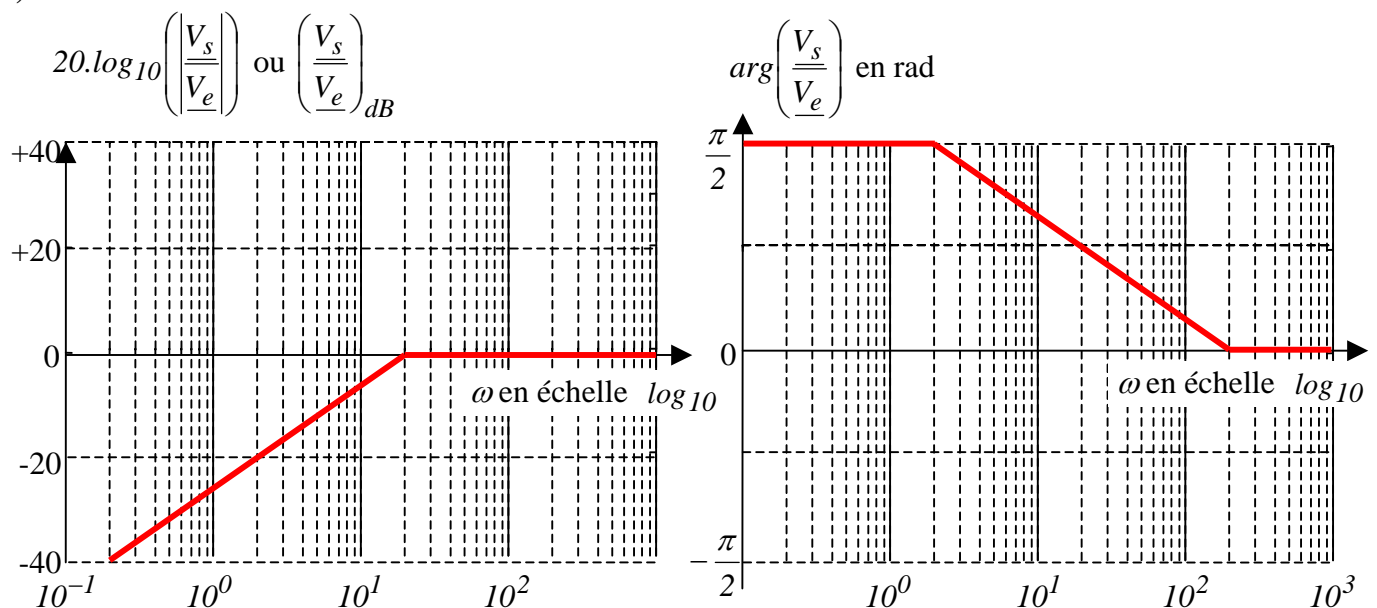 20.log10(|Vs/Ve|) ou (Vs/Ve)dB
+40
+20
0
-20
-40
ω en échelle log10
10^−1 10^0 10^1 10^2
arg(Vs/Ve) en rad
π/2
0
−π/2
ω en échelle log10
10^0 10^1 10^2 10^3